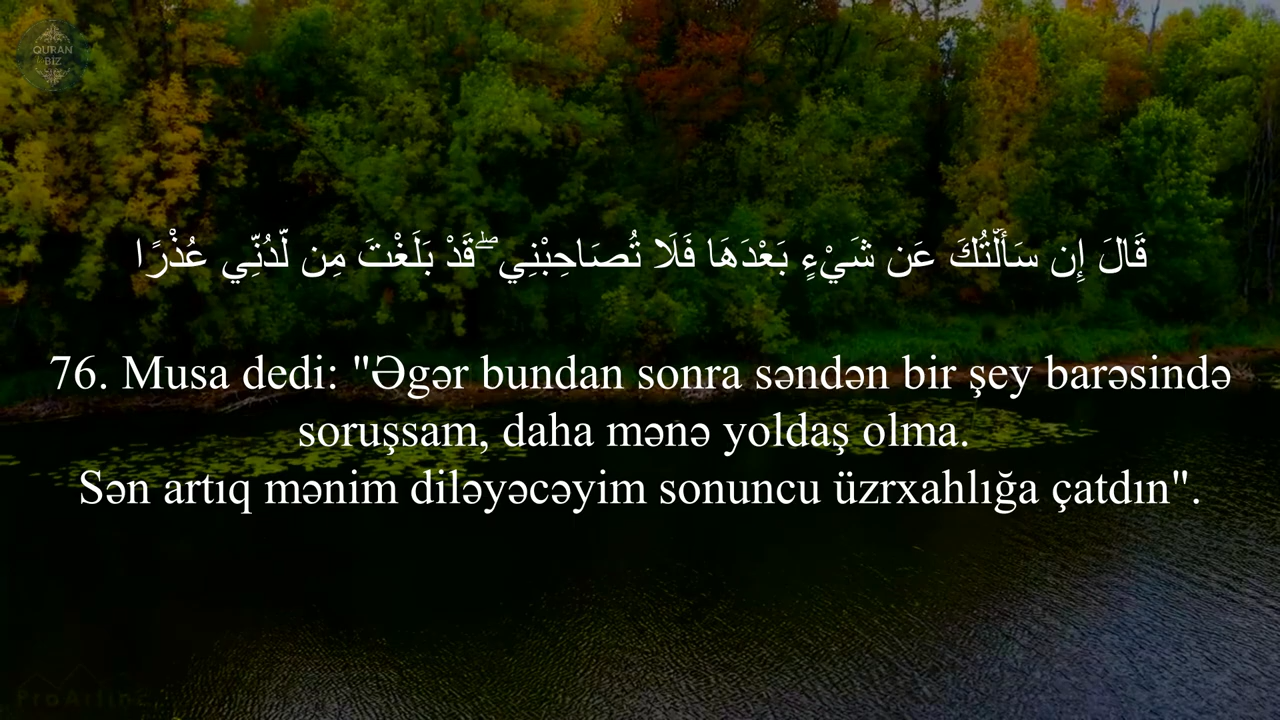 QURAN
BIZ
قَالَ إِن سَأَلْتُكَ عَن شَيْءٍ بَعْدَهَا فَلَا تُصَاحِبْنِي ۖ قَدْ بَلَغْتَ مِن لَّدُنِّي عُذْرًا
76. Musa dedi: "Əgər bundan sonra səndən bir şey barəsində
soruşsam, daha mənə yoldaş olma.
Sən artıq mənim diləyəcəyim sonuncu üzrxahlığa çatdın".
ProArtInc